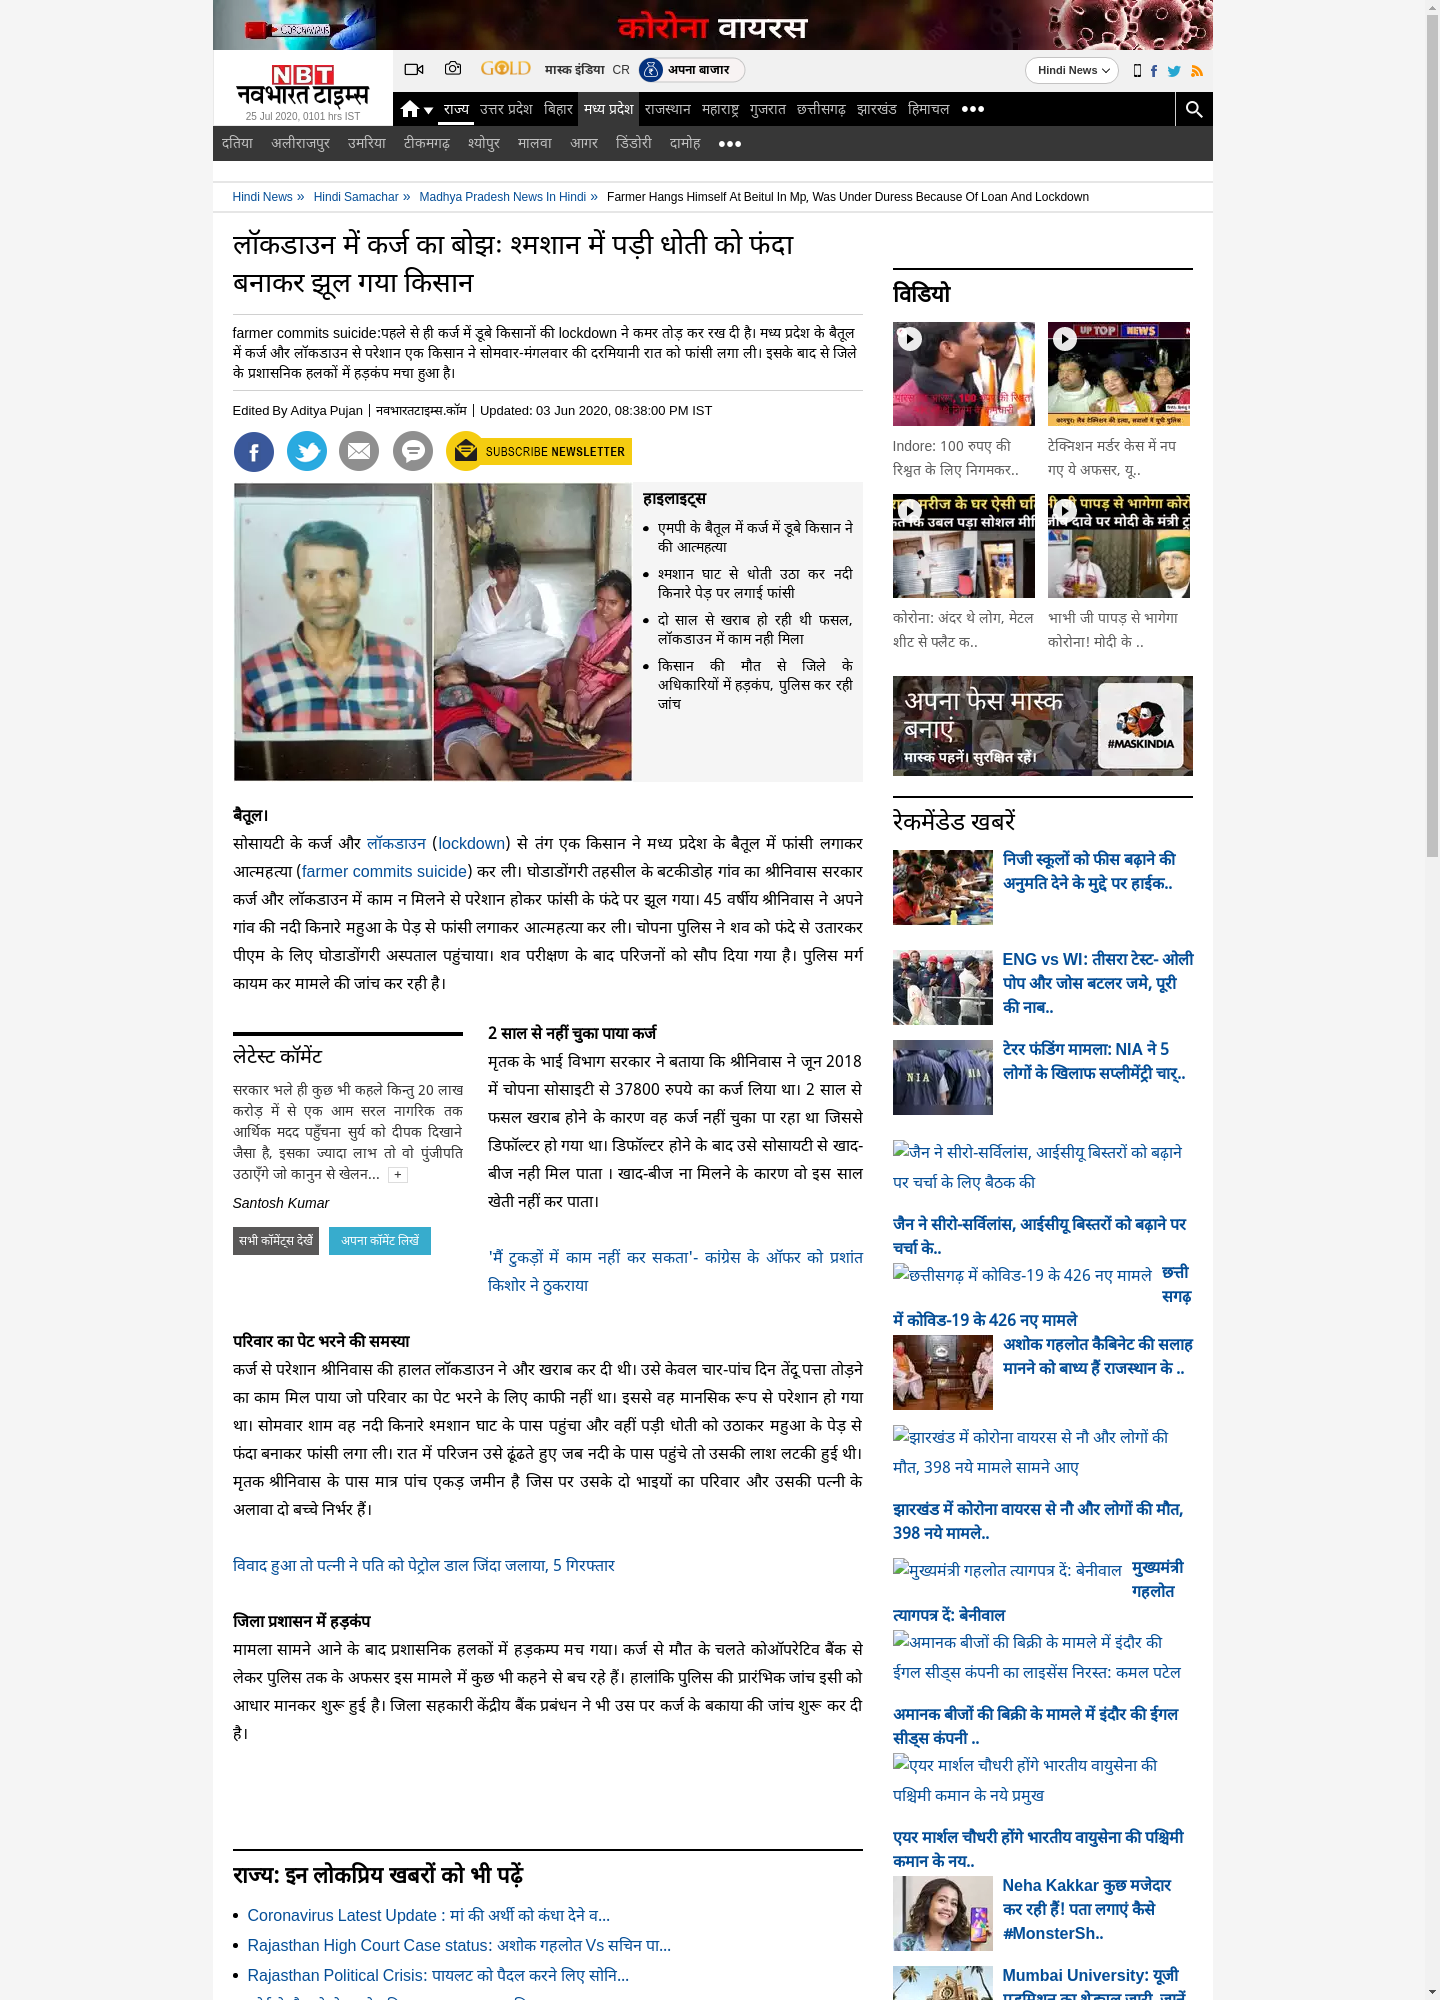 कोरोना वायरस
NBT
नवभारत टाइम्स
25 Jul 2020, 0101 hrs IST
GOLD मास्क इंडिया CR अपना बाजार
Hindi News
राज्य उत्तर प्रदेश बिहार मध्य प्रदेश राजस्थान महाराष्ट्र गुजरात छत्तीसगढ़ झारखंड हिमाचल •••
दतिया अलीराजपुर उमरिया टीकमगढ़ श्योपुर मालवा आगर डिंडोरी दामोह •••
Hindi News » Hindi Samachar » Madhya Pradesh News In Hindi » Farmer Hangs Himself At Beitul In Mp, Was Under Duress Because Of Loan And Lockdown
लॉकडाउन में कर्ज का बोझः श्मशान में पड़ी धोती को फंदा
बनाकर झूल गया किसान
farmer commits suicide:पहले से ही कर्ज में डूबे किसानों की lockdown ने कमर तोड़ कर रख दी है। मध्य प्रदेश के बैतूल
में कर्ज और लॉकडाउन से परेशान एक किसान ने सोमवार-मंगलवार की दरमियानी रात को फांसी लगा ली। इसके बाद से जिले
के प्रशासनिक हलकों में हड़कंप मचा हुआ है।
Edited By Aditya Pujan | नवभारतटाइम्स.कॉम | Updated: 03 Jun 2020, 08:38:00 PM IST
SUBSCRIBE NEWSLETTER
हाइलाइट्स
एमपी के बैतूल में कर्ज में डूबे किसान ने
की आत्महत्या
श्मशान घाट से धोती उठा कर नदी
किनारे पेड़ पर लगाई फांसी
दो साल से खराब हो रही थी फसल,
लॉकडाउन में काम नही मिला
किसान की मौत से जिले के
अधिकारियों में हड़कंप, पुलिस कर रही
जांच
बैतूल।
सोसायटी के कर्ज और लॉकडाउन (lockdown) से तंग एक किसान ने मध्य प्रदेश के बैतूल में फांसी लगाकर
आत्महत्या (farmer commits suicide) कर ली। घोडाडोंगरी तहसील के बटकीडोह गांव का श्रीनिवास सरकार
कर्ज और लॉकडाउन में काम न मिलने से परेशान होकर फांसी के फंदे पर झूल गया। 45 वर्षीय श्रीनिवास ने अपने
गांव की नदी किनारे महुआ के पेड़ से फांसी लगाकर आत्महत्या कर ली। चोपना पुलिस ने शव को फंदे से उतारकर
पीएम के लिए घोडाडोंगरी अस्पताल पहुंचाया। शव परीक्षण के बाद परिजनों को सौप दिया गया है। पुलिस मर्ग
कायम कर मामले की जांच कर रही है।
लेटेस्ट कॉमेंट
सरकार भले ही कुछ भी कहले किन्तु 20 लाख
करोड़ में से एक आम सरल नागरिक तक
आर्थिक मदद पहुँचना सुर्य को दीपक दिखाने
जैसा है, इसका ज्यादा लाभ तो वो पुंजीपति
उठाएँगे जो कानुन से खेलन... +
Santosh Kumar
सभी कॉमेंट्स देखैं अपना कॉमेंट लिखें
2 साल से नहीं चुका पाया कर्ज
मृतक के भाई विभाग सरकार ने बताया कि श्रीनिवास ने जून 2018
में चोपना सोसाइटी से 37800 रुपये का कर्ज लिया था। 2 साल से
फसल खराब होने के कारण वह कर्ज नहीं चुका पा रहा था जिससे
डिफॉल्टर हो गया था। डिफॉल्टर होने के बाद उसे सोसायटी से खाद-
बीज नही मिल पाता । खाद-बीज ना मिलने के कारण वो इस साल
खेती नहीं कर पाता।
'मैं टुकड़ों में काम नहीं कर सकता'- कांग्रेस के ऑफर को प्रशांत
किशोर ने ठुकराया
परिवार का पेट भरने की समस्या
कर्ज से परेशान श्रीनिवास की हालत लॉकडाउन ने और खराब कर दी थी। उसे केवल चार-पांच दिन तेंदू पत्ता तोड़ने
का काम मिल पाया जो परिवार का पेट भरने के लिए काफी नहीं था। इससे वह मानसिक रूप से परेशान हो गया
था। सोमवार शाम वह नदी किनारे श्मशान घाट के पास पहुंचा और वहीं पड़ी धोती को उठाकर महुआ के पेड़ से
फंदा बनाकर फांसी लगा ली। रात में परिजन उसे ढूंढते हुए जब नदी के पास पहुंचे तो उसकी लाश लटकी हुई थी।
मृतक श्रीनिवास के पास मात्र पांच एकड़ जमीन है जिस पर उसके दो भाइयों का परिवार और उसकी पत्नी के
अलावा दो बच्चे निर्भर हैं।
विवाद हुआ तो पत्नी ने पति को पेट्रोल डाल जिंदा जलाया, 5 गिरफ्तार
जिला प्रशासन में हड़कंप
मामला सामने आने के बाद प्रशासनिक हलकों में हड़कम्प मच गया। कर्ज से मौत के चलते कोऑपरेटिव बैंक से
लेकर पुलिस तक के अफसर इस मामले में कुछ भी कहने से बच रहे हैं। हालांकि पुलिस की प्रारंभिक जांच इसी को
आधार मानकर शुरू हुई है। जिला सहकारी केंद्रीय बैंक प्रबंधन ने भी उस पर कर्ज के बकाया की जांच शुरू कर दी
है।
राज्य: इन लोकप्रिय खबरों को भी पढ़ें
Coronavirus Latest Update : मां की अर्थी को कंधा देने व...
Rajasthan High Court Case status: अशोक गहलोत Vs सचिन पा...
Rajasthan Political Crisis: पायलट को पैदल करने लिए सोनि...
विडियो
UP TOP NEWS
Indore: 100 रुपए की
रिश्वत के लिए निगमकर..
टेक्निशन मर्डर केस में नप
गए ये अफसर, यू..
कोरोना: अंदर थे लोग, मेटल
शीट से फ्लैट क..
भाभी जी पापड़ से भागेगा
कोरोना! मोदी के ..
अपना फेस मास्क
बनाएं
मास्क पहनें। सुरक्षित रहें।
#MASKINDIA
रेकमेंडेड खबरें
निजी स्कूलों को फीस बढ़ाने की
अनुमति देने के मुद्दे पर हाईक..
ENG vs WI: तीसरा टेस्ट- ओली
पोप और जोस बटलर जमे, पूरी
की नाब..
NIA NIA
टेरर फंडिंग मामला: NIA ने 5
लोगों के खिलाफ सप्लीमेंट्री चार्..
जैन ने सीरो-सर्विलांस, आईसीयू बिस्तरों को बढ़ाने
पर चर्चा के लिए बैठक की
जैन ने सीरो-सर्विलांस, आईसीयू बिस्तरों को बढ़ाने पर
चर्चा के..
छत्तीसगढ़ में कोविड-19 के 426 नए मामले
छत्ती
सगढ़
में कोविड-19 के 426 नए मामले
अशोक गहलोत कैबिनेट की सलाह
मानने को बाध्य हैं राजस्थान के ..
झारखंड में कोरोना वायरस से नौ और लोगों की
मौत, 398 नये मामले सामने आए
झारखंड में कोरोना वायरस से नौ और लोगों की मौत,
398 नये मामले..
मुख्यमंत्री गहलोत त्यागपत्र दें: बेनीवाल
मुख्यमंत्री
गहलोत
त्यागपत्र दें: बेनीवाल
अमानक बीजों की बिक्री के मामले में इंदौर की
ईगल सीड्स कंपनी का लाइसेंस निरस्त: कमल पटेल
अमानक बीजों की बिक्री के मामले में इंदौर की ईगल
सीड्स कंपनी ..
एयर मार्शल चौधरी होंगे भारतीय वायुसेना की
पश्चिमी कमान के नये प्रमुख
एयर मार्शल चौधरी होंगे भारतीय वायुसेना की पश्चिमी
कमान के नय..
Neha Kakkar कुछ मजेदार
कर रही हैं! पता लगाएं कैसे
#MonsterSh..
Mumbai University: यूजी